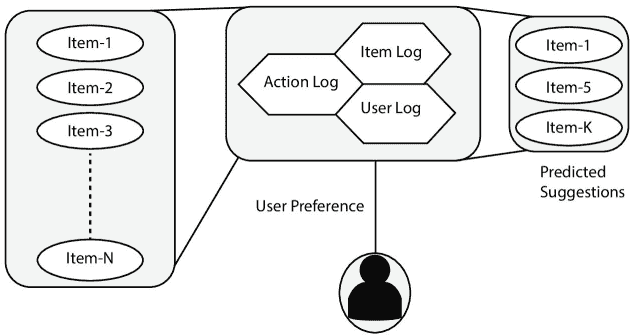 Item-1
Item-2
Item-3
Item-N
Item Log
Action Log
User Log
User Preference
Item-1
Item-5
Item-K
Predicted
Suggestions